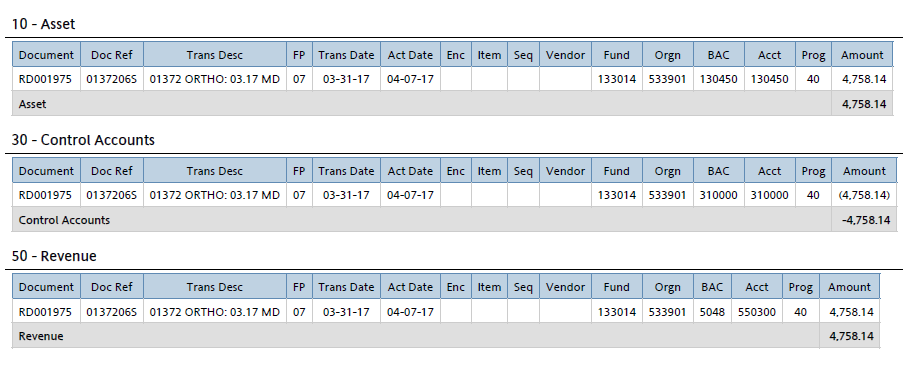 10 - Asset
Document Doc Ref Trans Desc FP Trans Date Act Date Enc Item Seq Vendor Fund Orgn BAC Acct Prog Amount
RD001975 0137206S 01372 ORTHO: 03.17 MD 07 03-31-17 04-07-17 133014 533901 130450 130450 40 4,758.14
Asset 4,758.14
30 - Control Accounts
Document Doc Ref Trans Desc FP Trans Date Act Date Enc Item Seq Vendor Fund Orgn BAC Acct Prog Amount
RD001975 0137206S 01372 ORTHO: 03.17 MD 07 03-31-17 04-07-17 133014 533901 310000 310000 40 (4,758.14)
Control Accounts -4,758.14
50 - Revenue
Document Doc Ref Trans Desc FP Trans Date Act Date Enc Item Seq Vendor Fund Orgn BAC Acct Prog Amount
RD001975 0137206S 01372 ORTHO: 03.17 MD 07 03-31-17 04-07-17 133014 533901 5048 550300 40 4,758.14
Revenue 4,758.14